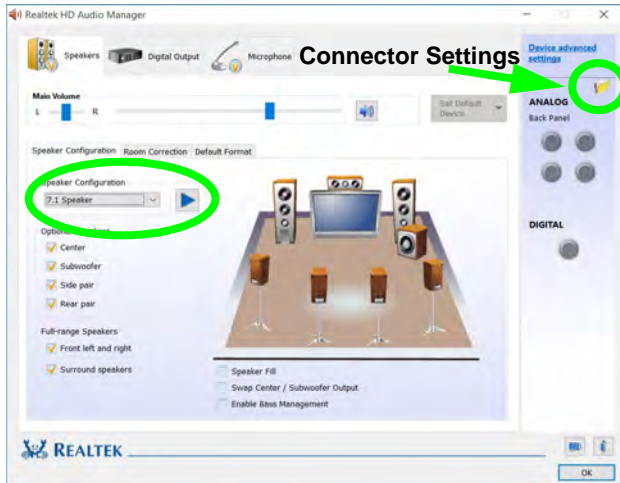 Realtek HD Audio Manager
Speakers
Digital Output
Microphone
Connector Settings
Device advanced
settings
Main Volume
L
R
Set Default
Device
ANALOG
Back Panel
Speaker Configuration
Room Correction
Default Format
Speaker Configuration
7.1 Speaker
DIGITAL
Center
Subwoofer
Side pair
Rear pair
Full-range Speakers
Front left and right
Surround speakers
Speaker Fill
Swap Center / Subwoofer Output
Enable Bass Management
REALTEK
OK